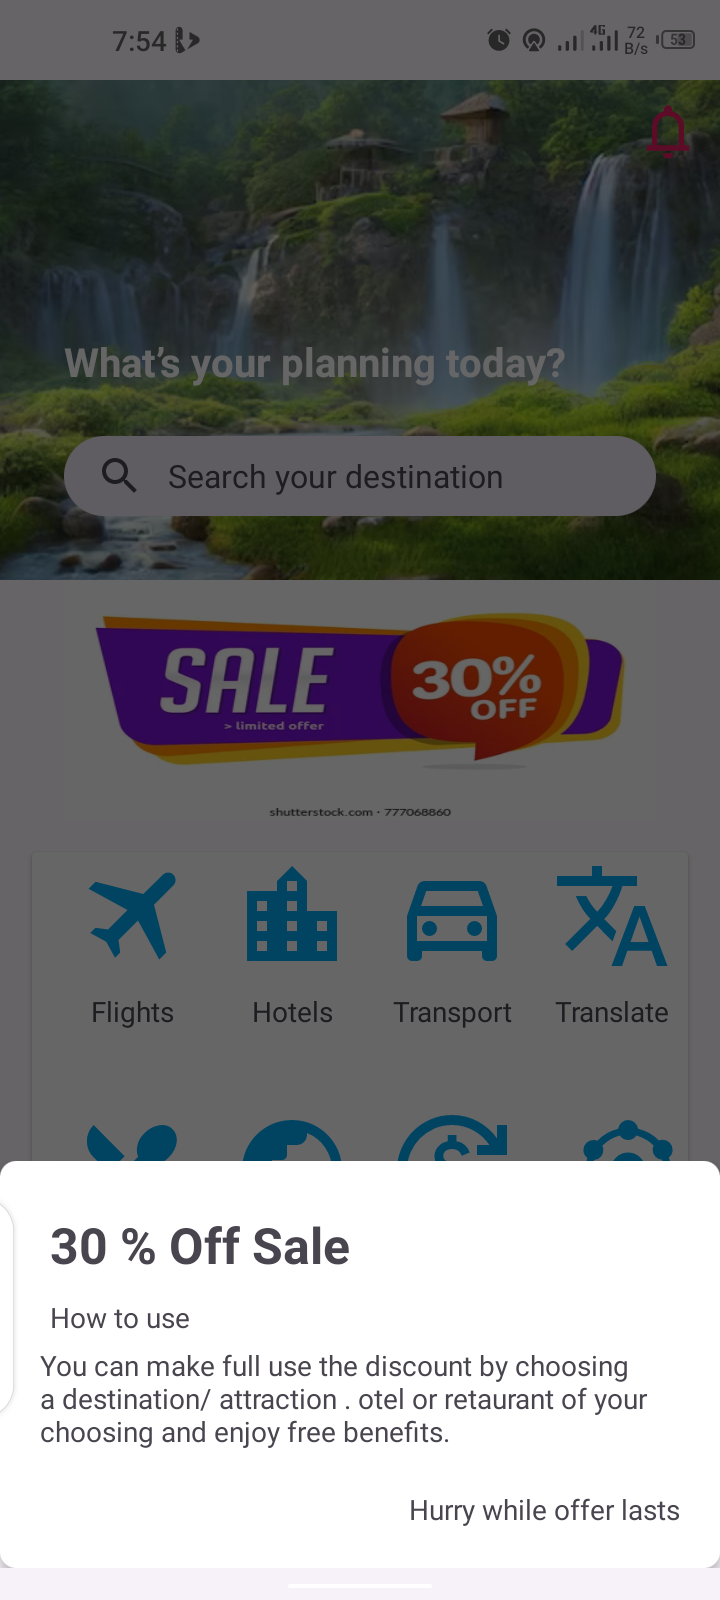 7:54
4G
72
B/s
53
What's your planning today?
Search your destination
SALE
> limited offer
30%
OFF
shutterstock.com • 777068860
Flights
Hotels
Transport
Translate
30 % Off Sale
How to use
You can make full use the discount by choosing
a destination/ attraction . otel or retaurant of your
choosing and enjoy free benefits.
Hurry while offer lasts